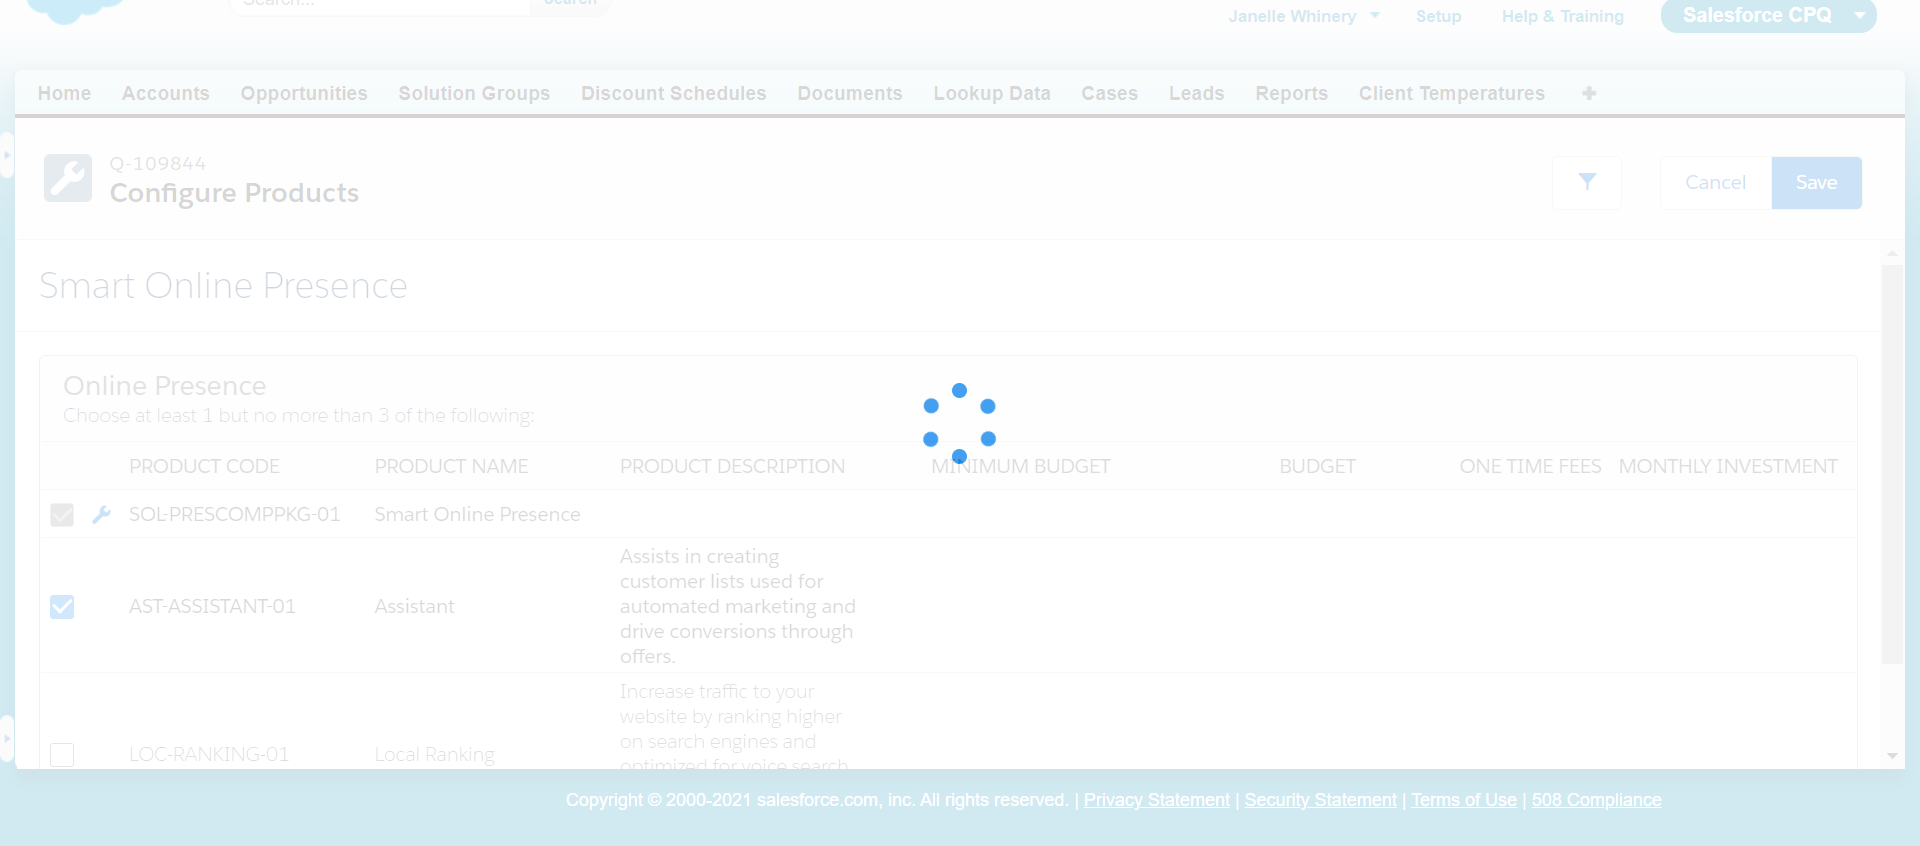 Search...
Search
Janelle Whinery
Setup
Help & Training
Salesforce CPQ
Home
Accounts
Opportunities
Solution Groups
Discount Schedules
Documents
Lookup Data
Cases
Leads
Reports
Client Temperatures
Q-109844
Configure Products
Cancel
Save
Smart Online Presence
Online Presence
Choose at least 1 but no more than 3 of the following:
PRODUCT CODE
PRODUCT NAME
PRODUCT DESCRIPTION
MINIMUM BUDGET
BUDGET
ONE TIME FEES
MONTHLY INVESTMENT
SOL-PRESCOMPPKG-01
Smart Online Presence
AST-ASSISTANT-01
Assistant
Assists in creating
customer lists used for
automated marketing and
drive conversions through
offers.
LOC-RANKING-01
Local Ranking
Increase traffic to your
website by ranking higher
on search engines and
optimized for voice search
Copyright © 2000-2021 salesforce.com, inc. All rights reserved. | Privacy Statement | Security Statement | Terms of Use | 508 Compliance